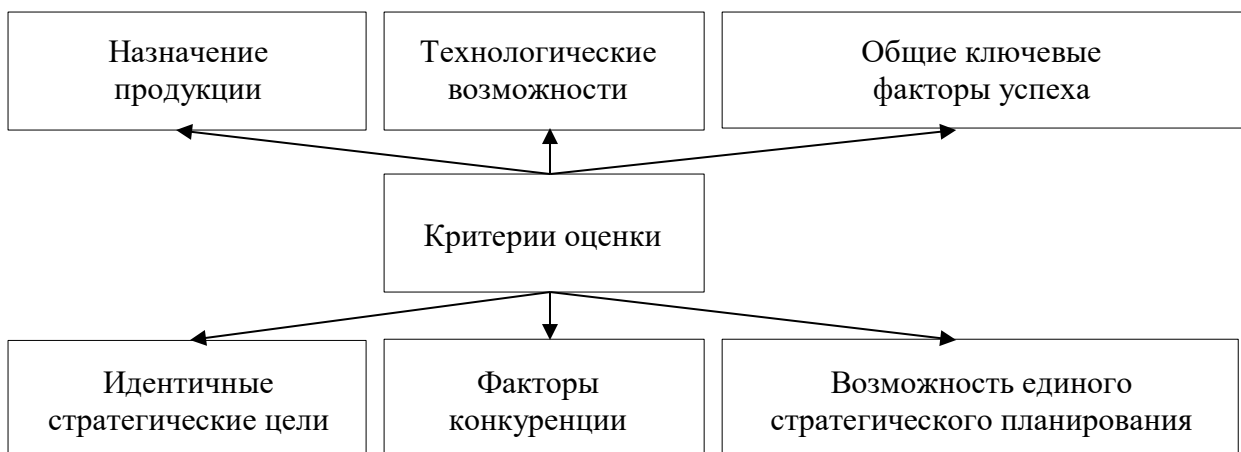 Назначение
продукции
Технологические
возможности
Общие ключевые
факторы успеха
Критерии оценки
Идентичные
стратегические цели
Факторы
конкуренции
Возможность единого
стратегического планирования